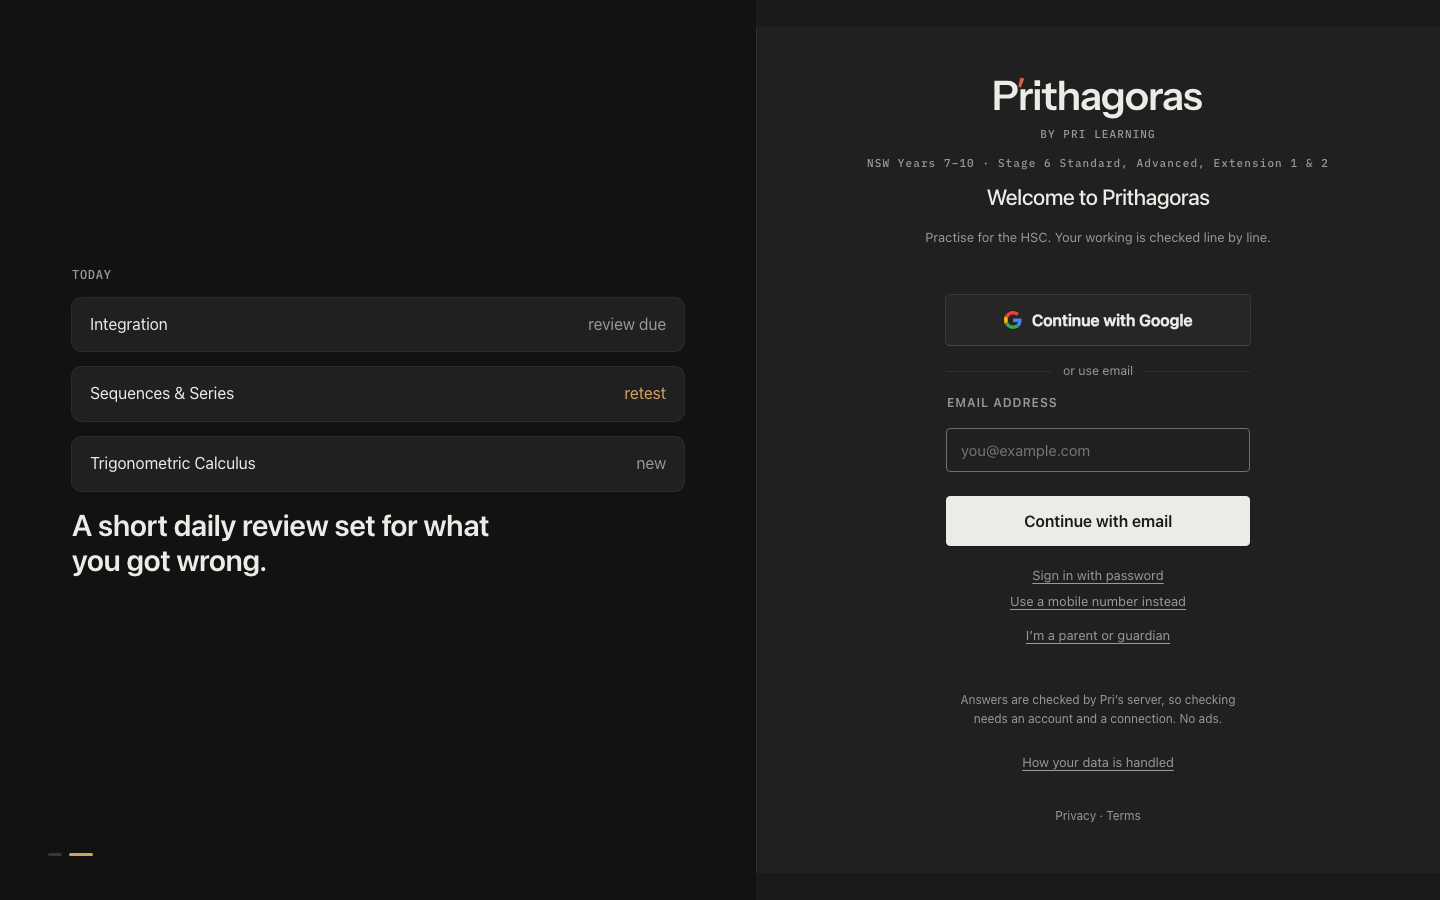 TODAY
Integration review due
Sequences & Series retest
Trigonometric Calculus new
A short daily review set for what
you got wrong.
Prithagoras
BY PRI LEARNING
NSW Years 7–10 · Stage 6 Standard, Advanced, Extension 1 & 2
Welcome to Prithagoras
Practise for the HSC. Your working is checked line by line.
Continue with Google
or use email
EMAIL ADDRESS
you@example.com
Continue with email
Sign in with password
Use a mobile number instead
I’m a parent or guardian
Answers are checked by Pri’s server, so checking
needs an account and a connection. No ads.
How your data is handled
Privacy · Terms